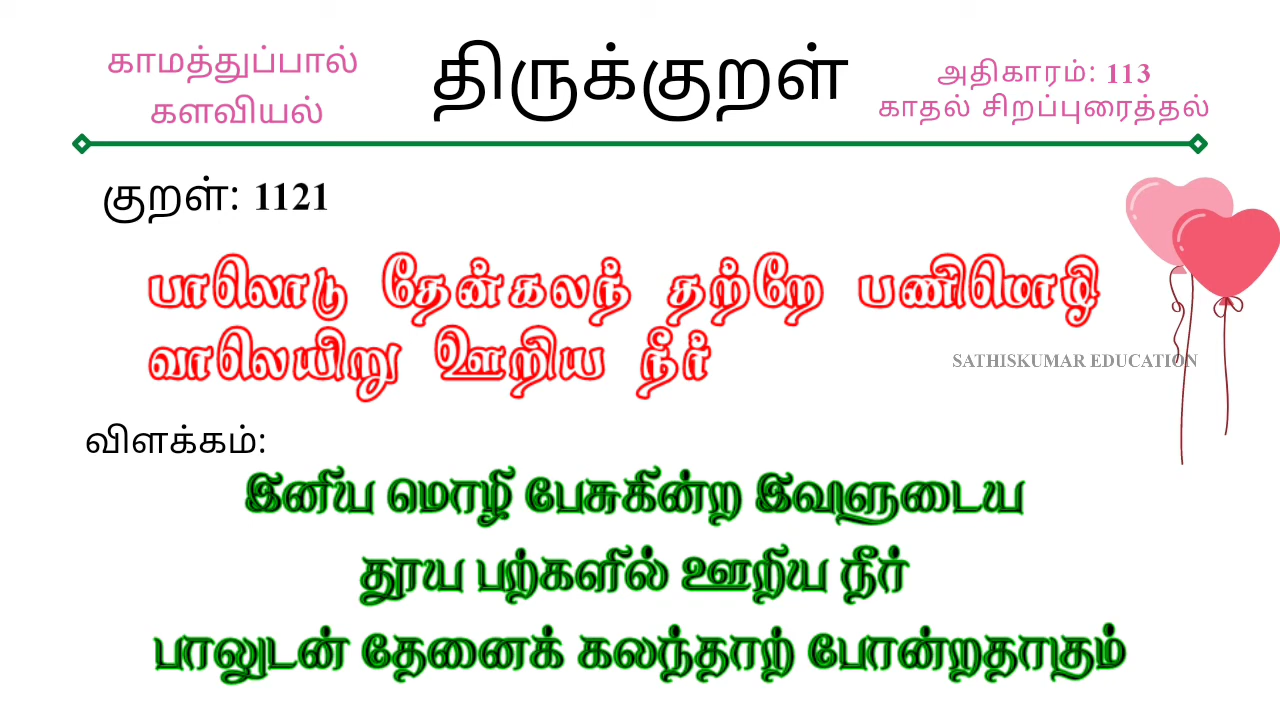 காமத்துப்பால்
களவியல்
திருக்குறள்
அதிகாரம்: 113
காதல் சிறப்புரைத்தல்
குறள்: 1121
பாலொடு தேன்கலந் தற்றே பணிமொழி
வாலெயிறு ஊறிய நீர்
SATHISKUMAR EDUCATION
விளக்கம்:
இனிய மொழி பேசுகின்ற இவளுடைய
தூய பற்களில் ஊறிய நீர்
பாலுடன் தேனைக் கலந்தாற் போன்றதாகும்